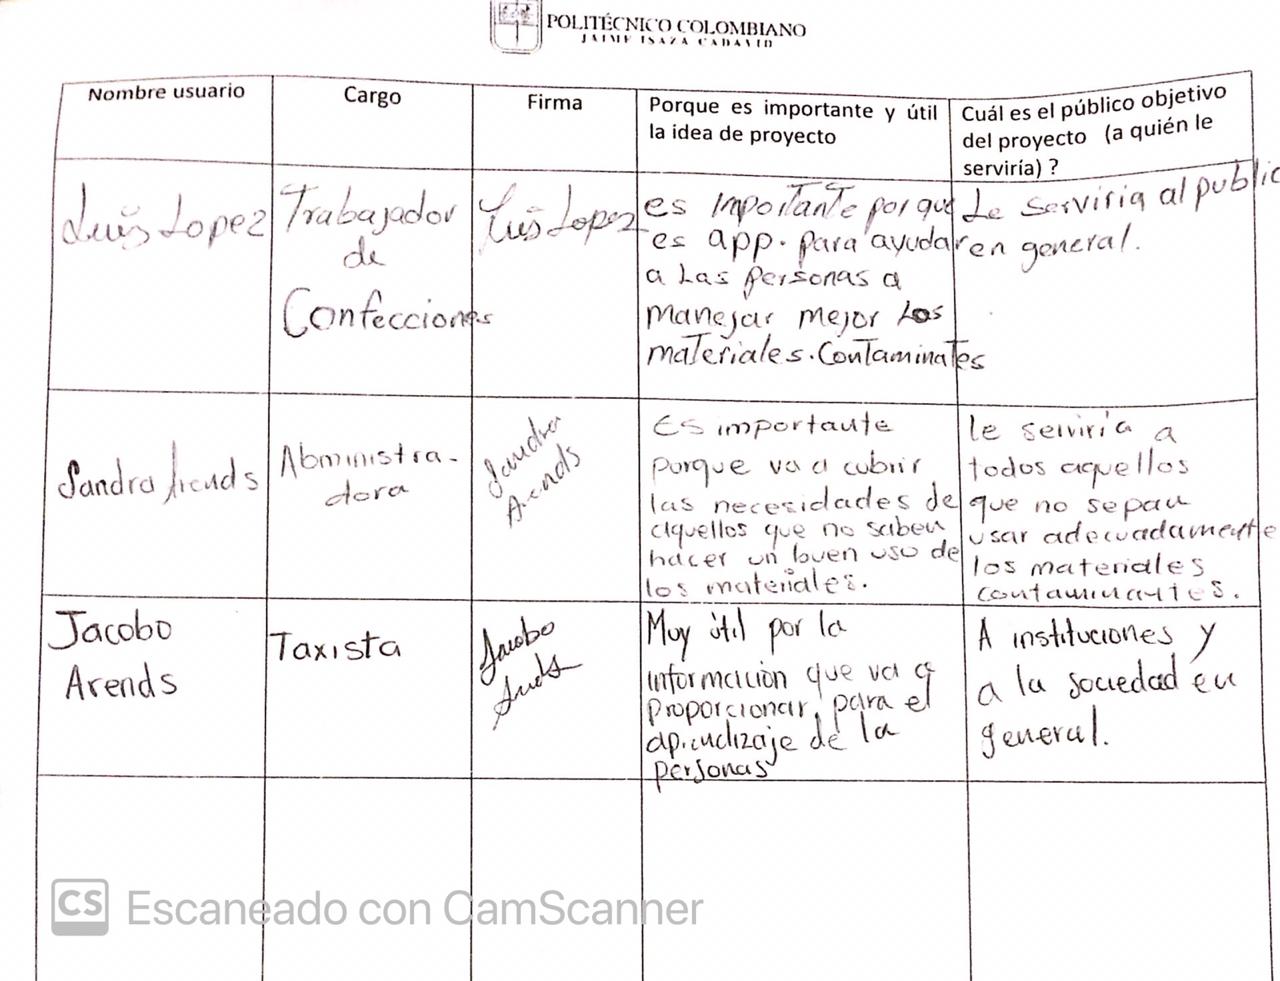 POLITÉCNICO COLOMBIANO
JAIME ISAZA CADAVID
Nombre usuario
Cargo
Firma
Porque es importante y útil
la idea de proyecto
Cuál es el público objetivo
del proyecto (a quién le
serviría) ?
Luis Lopez
Trabajador
de
Confecciones
Luis Lopez
es importante porque
es app. para ayudar
a Las personas a
manejar mejor Los
materiales. Contaminates
Le serviria al public
en general.
Sandra Arends
Abministra-
dora
Sandra
Arends
Es importante
porque va a cubrir
las necesidades de
aquellos que no saben
hacer un buen uso de
los materiales.
le serviría a
todos aquellos
que no sepan
usar adecuadamente
los materiales
contaminantes.
Jacobo
Arends
Taxista
Jacobo
Arends
Muy útil por la
información que va a
proporcionar, para el
aprendizaje de la
personas
A instituciones y
a la sociedad en
general.
CS Escaneado con CamScanner